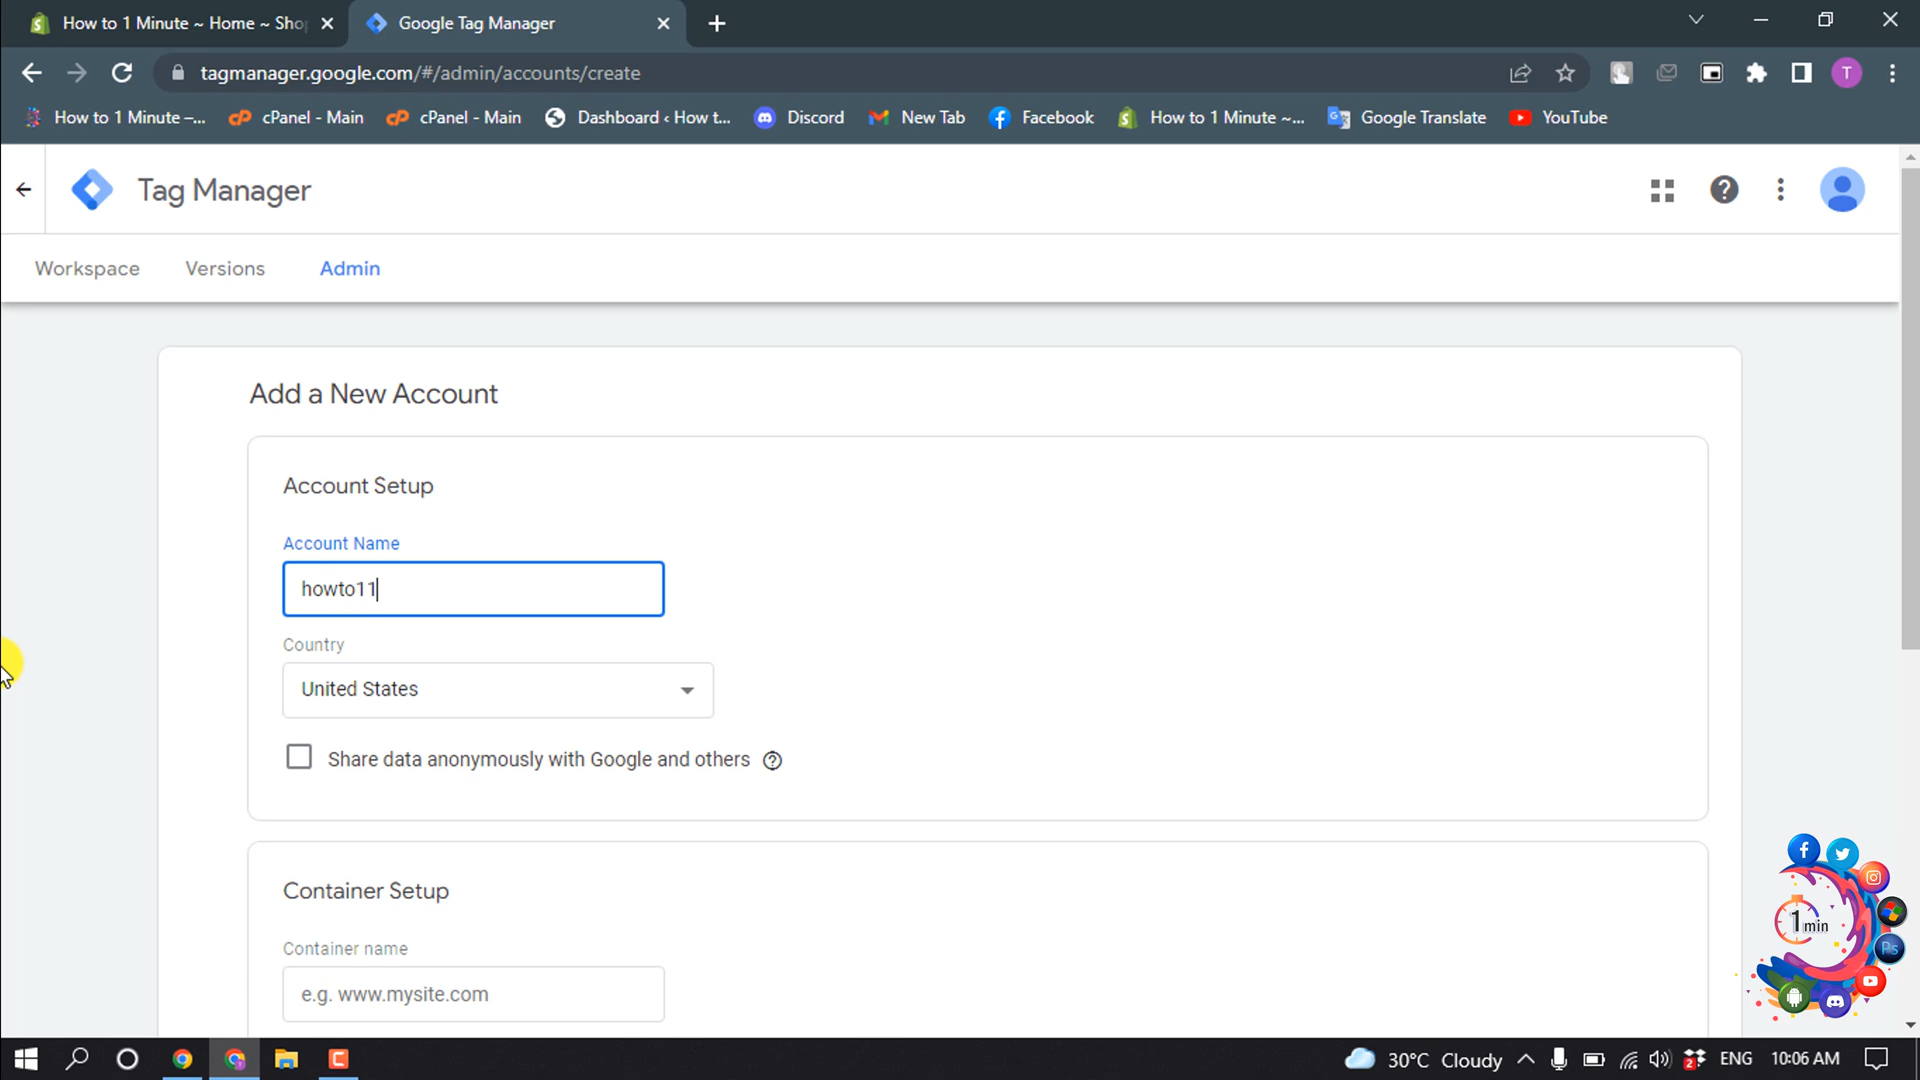 How to 1 Minute ~ Home ~ Shop
Google Tag Manager
tagmanager.google.com/#/admin/accounts/create
T
How to 1 Minute –...
cPanel - Main
cPanel - Main
Dashboard ‹ How t...
Discord
New Tab
Facebook
How to 1 Minute ~...
Google Translate
YouTube
Tag Manager
Workspace
Versions
Admin
Add a New Account
Account Setup
Account Name
howto11
Country
United States
Share data anonymously with Google and others
Container Setup
Container name
e.g. www.mysite.com
1 min
Ps
30°C Cloudy
2
ENG
10:06 AM